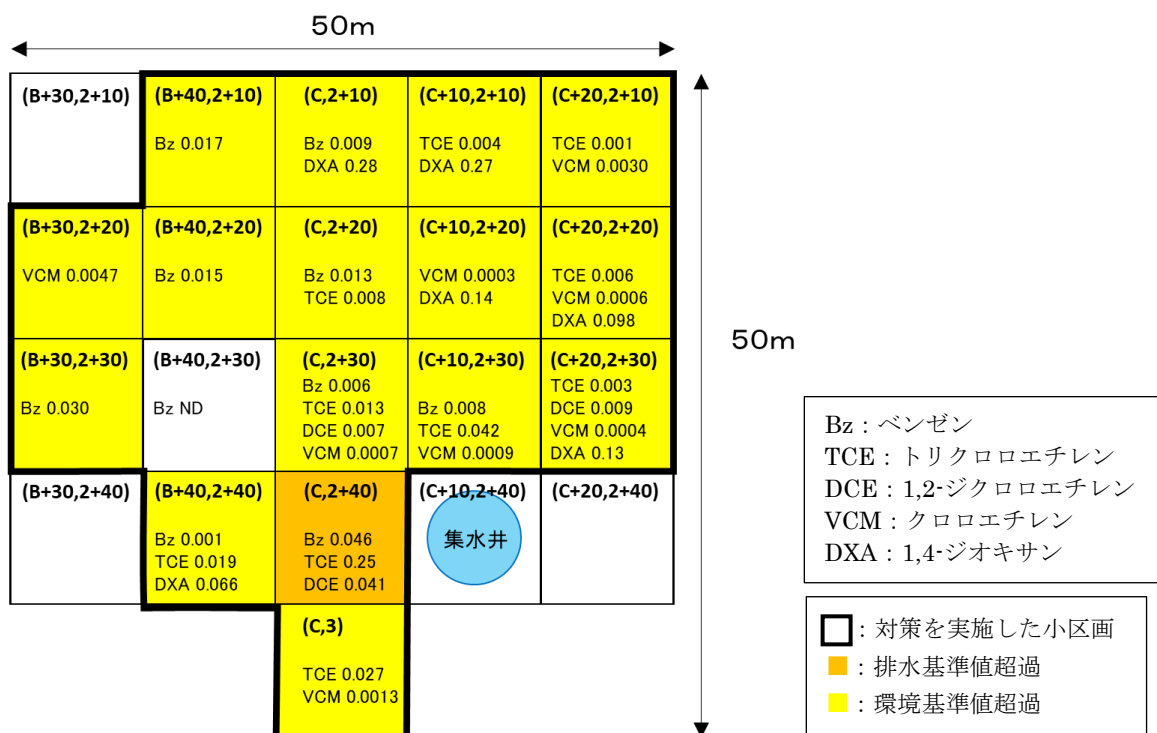 50m
(B+30,2+10)
(B+40,2+10)
Bz 0.017
(C,2+10)
Bz 0.009
DXA 0.28
(C+10,2+10)
TCE 0.004
DXA 0.27
(C+20,2+10)
TCE 0.001
VCM 0.0030
(B+30,2+20)
VCM 0.0047
(B+40,2+20)
Bz 0.015
(C,2+20)
Bz 0.013
TCE 0.008
(C+10,2+20)
VCM 0.0003
DXA 0.14
(C+20,2+20)
TCE 0.006
VCM 0.0006
DXA 0.098
(B+30,2+30)
Bz 0.030
(B+40,2+30)
Bz ND
(C,2+30)
Bz 0.006
TCE 0.013
DCE 0.007
VCM 0.0007
(C+10,2+30)
Bz 0.008
TCE 0.042
VCM 0.0009
(C+20,2+30)
TCE 0.003
DCE 0.009
VCM 0.0004
DXA 0.13
(B+30,2+40)
(B+40,2+40)
Bz 0.001
TCE 0.019
DXA 0.066
(C,2+40)
Bz 0.046
TCE 0.25
DCE 0.041
(C+10,2+40)
集水井
(C+20,2+40)
(C,3)
TCE 0.027
VCM 0.0013
50m
Bz：ベンゼン
TCE：トリクロロエチレン
DCE：1,2-ジクロロエチレン
VCM：クロロエチレン
DXA：1,4-ジオキサン
：対策を実施した小区画
：排水基準値超過
：環境基準値超過